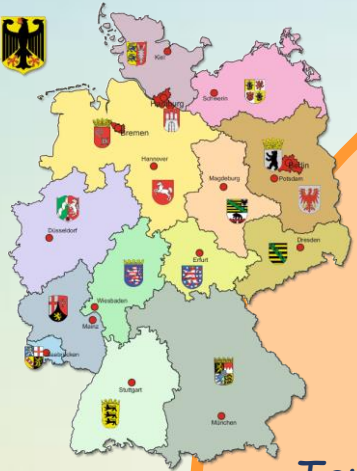 Kiel
Schwerin
Hamburg
Bremen
Hannover
Berlin
Potsdam
Magdeburg
Düsseldorf
Dresden
Erfurt
Wiesbaden
Mainz
Saarbrücken
Stuttgart
München